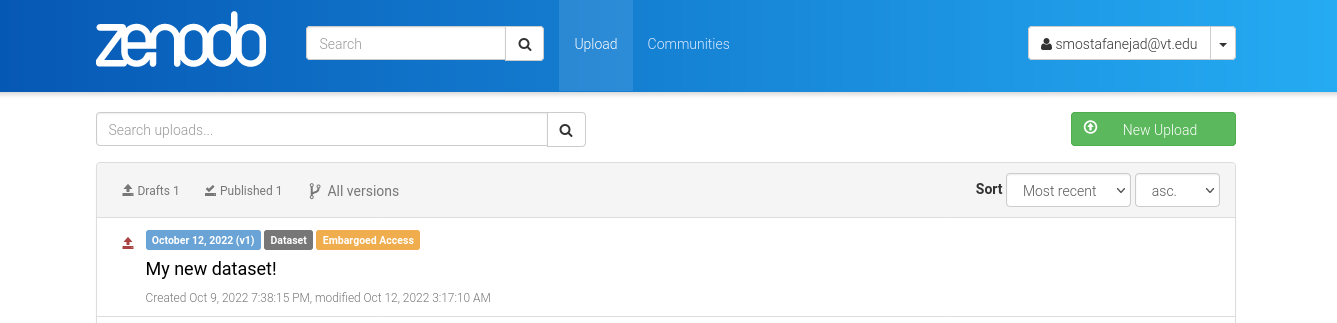 zenodo Search Upload Communities smostafanejad@vt.edu
Search uploads... New Upload
Drafts 1 Published 1 All versions Sort Most recent asc.
October 12, 2022 (v1) Dataset Embargoed Access
My new dataset!
Created Oct 9, 2022 7:38:15 PM, modified Oct 12, 2022 3:17:10 AM